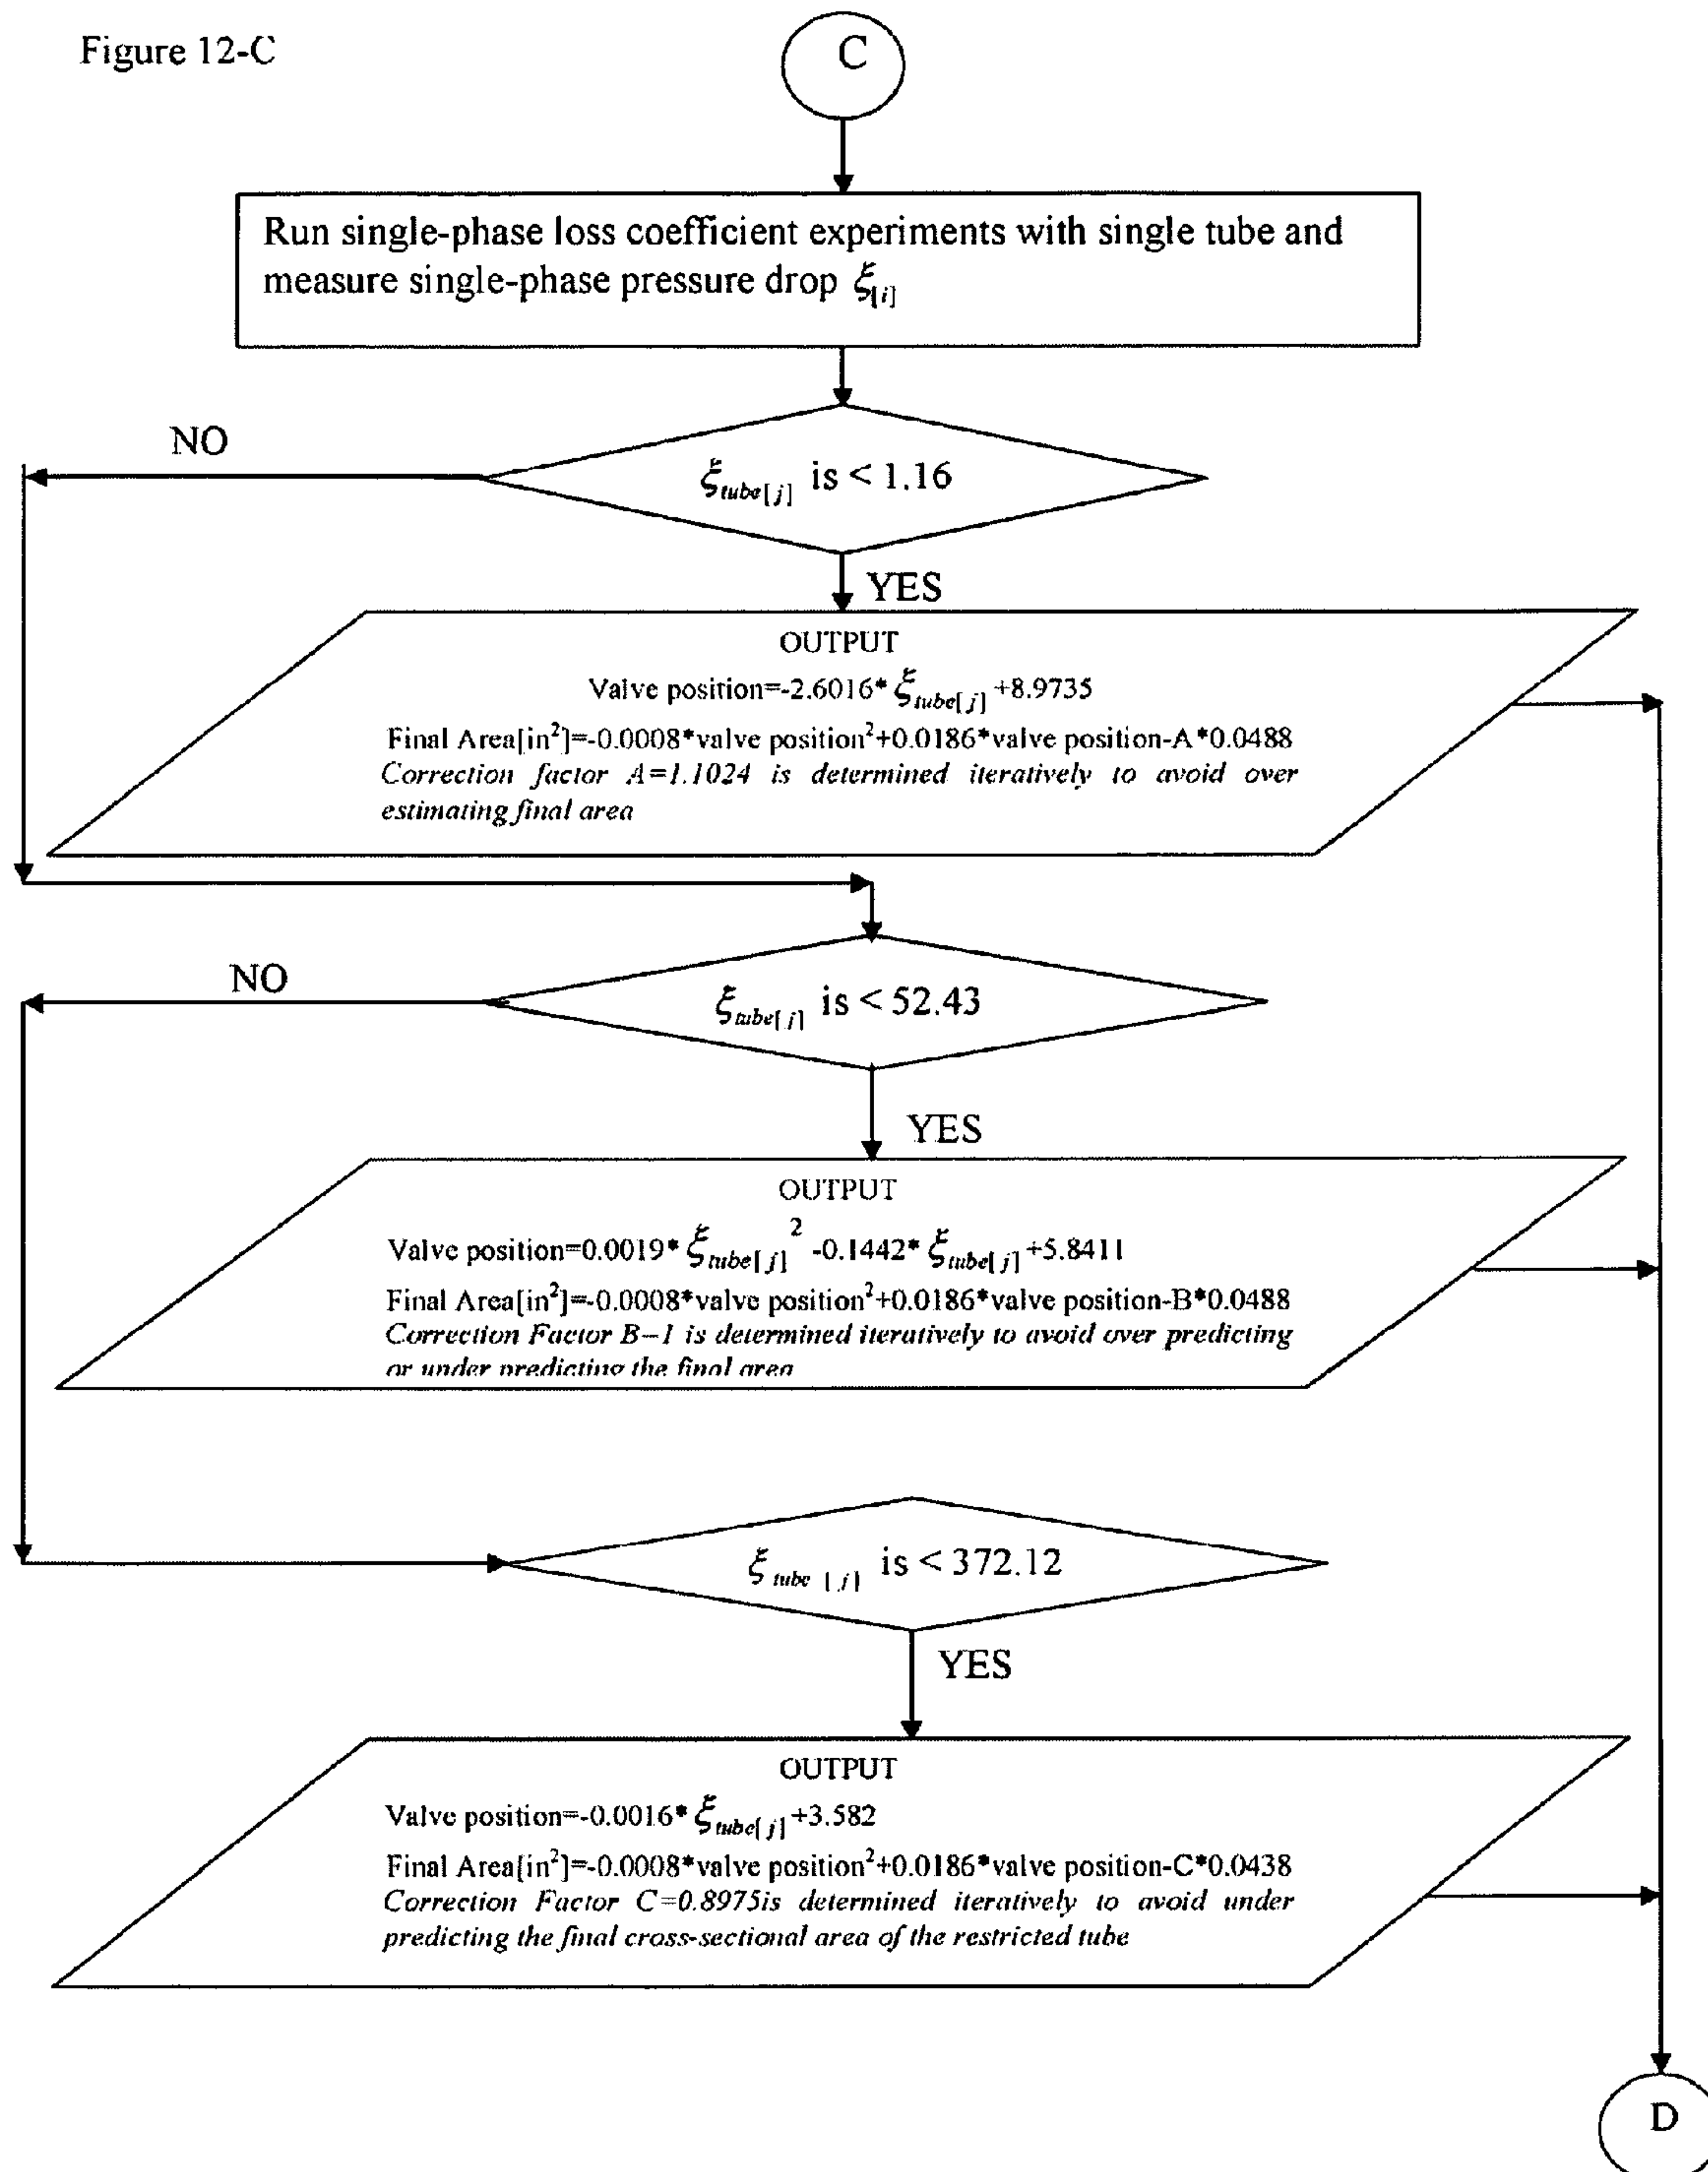 Figure 12-C
C
Run single-phase loss coefficient experiments with single tube and
measure single-phase pressure drop ξ[i]
NO
ξtube[j] is < 1.16
YES
OUTPUT
Valve position=-2.6016* ξtube[j] +8.9735
Final Area[in²]=-0.0008*valve position²+0.0186*valve position-A*0.0488
Correction factor A=1.1024 is determined iteratively to avoid over
estimating final area
NO
ξtube[j] is < 52.43
YES
OUTPUT
Valve position=0.0019* ξtube[j]² -0.1442* ξtube[j] +5.8411
Final Area[in²]=-0.0008*valve position²+0.0186*valve position-B*0.0488
Correction Factor B=1 is determined iteratively to avoid over predicting
or under predicting the final area
ξtube [j] is < 372.12
YES
OUTPUT
Valve position=-0.0016* ξtube[j] +3.582
Final Area[in²]=-0.0008*valve position²+0.0186*valve position-C*0.0438
Correction Factor C=0.8975is determined iteratively to avoid under
predicting the final cross-sectional area of the restricted tube
D